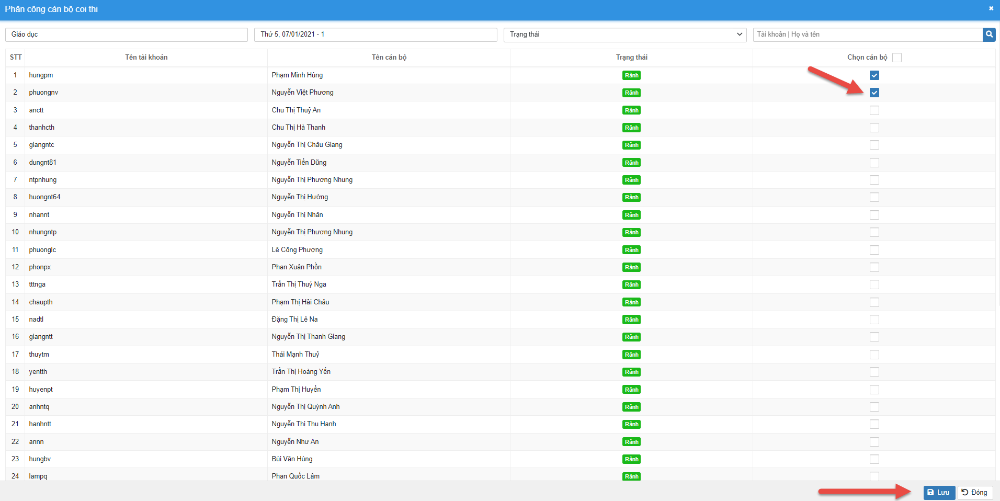 Phân công cán bộ coi thi
Giáo dục
Thứ 5, 07/01/2021 - 1
Trạng thái
Tài khoản | Họ và tên
STT Tên tài khoản Tên cán bộ Trạng thái Chọn cán bộ
1 hungpm Phạm Minh Hùng Rảnh
2 phuongnv Nguyễn Việt Phương Rảnh
3 anctt Chu Thị Thuỷ An Rảnh
4 thanhcth Chu Thị Hà Thanh Rảnh
5 giangntc Nguyễn Thị Châu Giang Rảnh
6 dungnt81 Nguyễn Tiến Dũng Rảnh
7 ntpnhung Nguyễn Thị Phương Nhung Rảnh
8 huongnt64 Nguyễn Thị Hường Rảnh
9 nhannt Nguyễn Thị Nhân Rảnh
10 nhungntp Nguyễn Thị Phương Nhung Rảnh
11 phuonglc Lê Công Phượng Rảnh
12 phonpx Phan Xuân Phồn Rảnh
13 tttnga Trần Thị Thuý Nga Rảnh
14 chaupth Phạm Thị Hải Châu Rảnh
15 nadtl Đặng Thị Lê Na Rảnh
16 giangntt Nguyễn Thị Thanh Giang Rảnh
17 thuytm Thái Mạnh Thuỷ Rảnh
18 yentth Trần Thị Hoàng Yến Rảnh
19 huyenpt Phạm Thị Huyền Rảnh
20 anhntq Nguyễn Thị Quỳnh Anh Rảnh
21 hanhntt Nguyễn Thị Thu Hạnh Rảnh
22 annn Nguyễn Như An Rảnh
23 hungbv Bùi Văn Hùng Rảnh
24 lampq Phan Quốc Lâm Rảnh
Lưu
Đóng